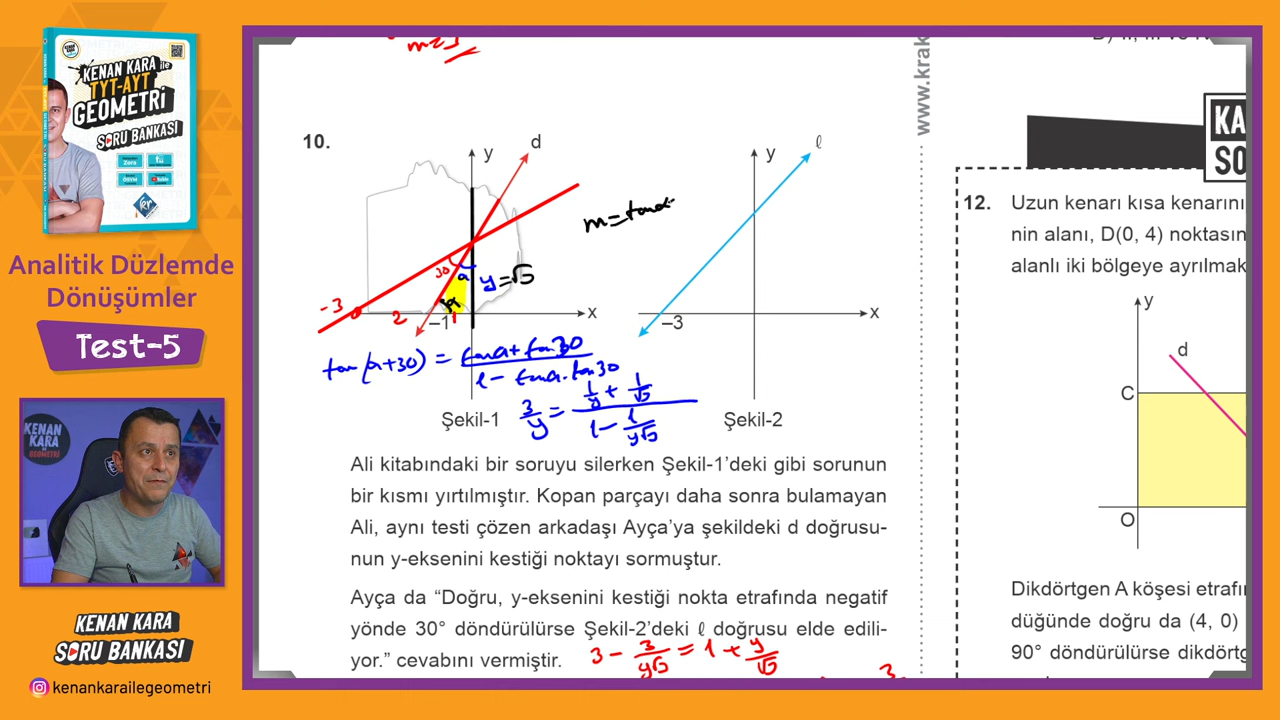 KENAN KARA ile
TYT-AYT
GEOMETRİ
SORU BANKASI
Analitik Düzlemde
Dönüşümler
Test-5
KENAN
KARA
GEOMETRİ
KENAN KARA
SORU BANKASI
kenankarailegeometri
m=3
www.krak
10.
y
d
30
a
y=√3
α
-3
2
-1
1
x
m=tanα
tan(a+30) = tana+tan30
1-tana.tan30
3/y = 1/y + 1/√3
1 - 1/y√3
Şekil-1
y
ℓ
-3
x
Şekil-2
Ali kitabındaki bir soruyu silerken Şekil-1'deki gibi sorunun
bir kısmı yırtılmıştır. Kopan parçayı daha sonra bulamayan
Ali, aynı testi çözen arkadaşı Ayça'ya şekildeki d doğrusu-
nun y-eksenini kestiği noktayı sormuştur.
Ayça da “Doğru, y-eksenini kestiği nokta etrafında negatif
yönde 30° döndürülürse Şekil-2'deki ℓ doğrusu elde edili-
yor.” cevabını vermiştir.
3 - 3/y√3 = 1 + y/√3
KA
SO
12. Uzun kenarı kısa kenarını
nin alanı, D(0, 4) noktasın
alanlı iki bölgeye ayrılmak
y
d
C
O
Dikdörtgen A köşesi etrafı
düğünde doğru da (4, 0)
90° döndürülürse dikdörtg